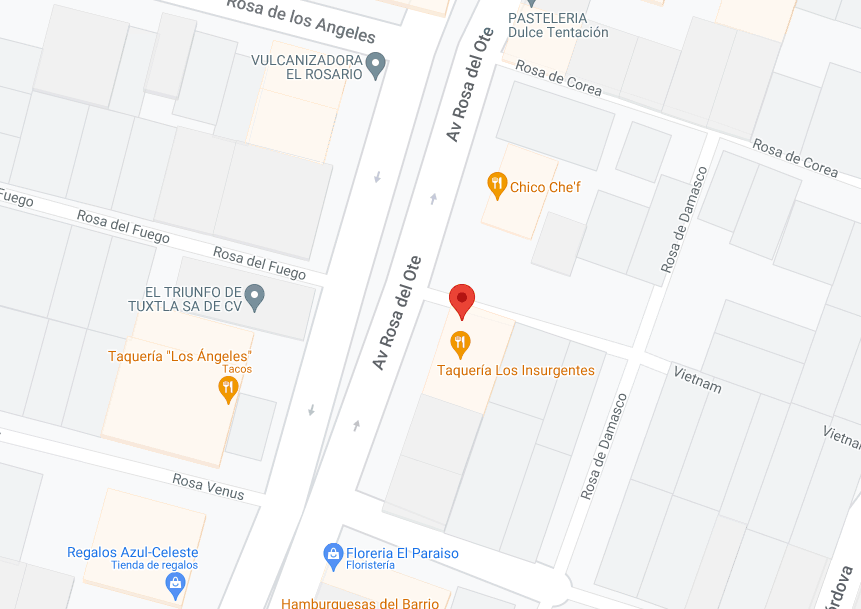 Rosa de los Angeles
PASTELERIA
Dulce Tentación
Av Rosa del Ote
VULCANIZADORA
EL ROSARIO
Rosa de Corea
Rosa de Corea
Chico Che'f
Rosa de Damasco
Fuego
Rosa del Fuego
Rosa del Fuego
Av Rosa del Ote
EL TRIUNFO DE
TUXTLA SA DE CV
Taquería "Los Ángeles"
Tacos
Taquería Los Insurgentes
Vietnam
Rosa de Damasco
Vietnam
Rosa Venus
Regalos Azul-Celeste
Tienda de regalos
Floreria El Paraiso
Floristería
Hamburguesas del Barrio
órdova